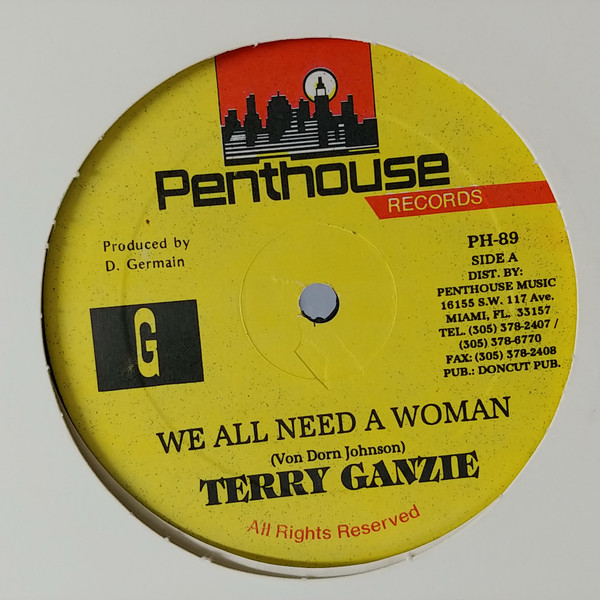 Penthouse
RECORDS
Produced by
D. Germain
G
PH-89
SIDE A
DIST. BY:
PENTHOUSE MUSIC
16155 S.W. 117 Ave.
MIAMI, FL. 33157
TEL. (305) 378-2407 /
(305) 378-6770
FAX: (305) 378-2408
PUB.: DONCUT PUB.
WE ALL NEED A WOMAN
(Von Dorn Johnson)
TERRY GANZIE
All Rights Reserved